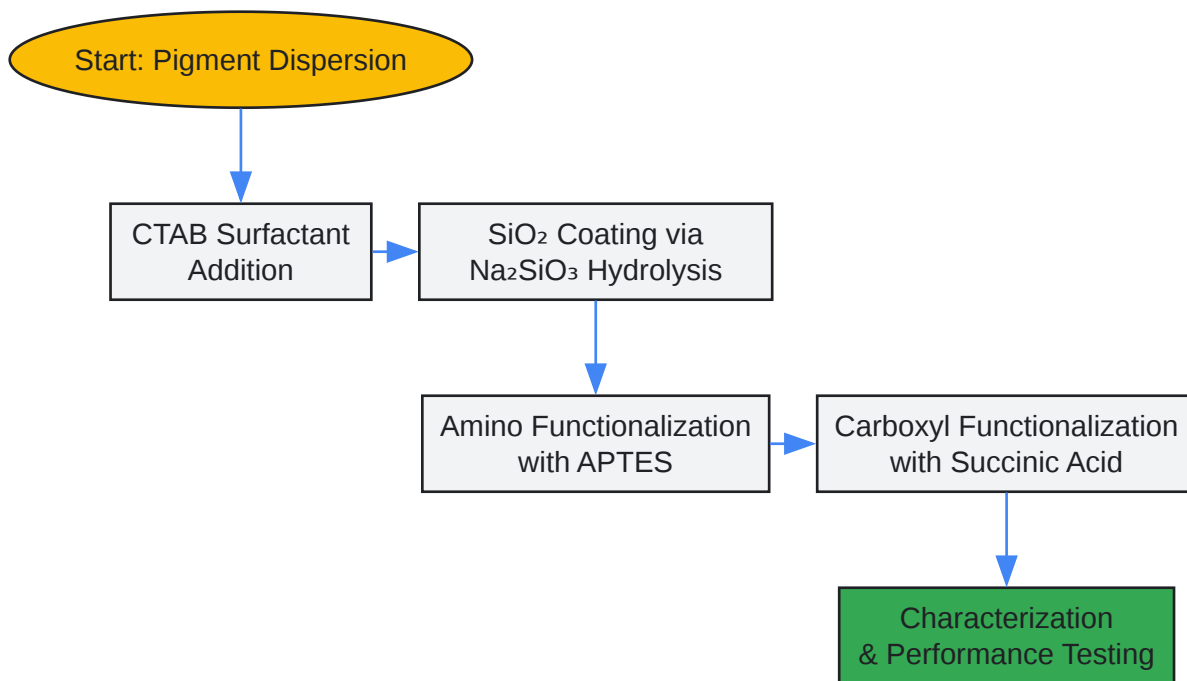 Start: Pigment Dispersion
CTAB Surfactant
Addition
SiO₂ Coating via
Na₂SiO₃ Hydrolysis
Amino Functionalization
with APTES
Carboxyl Functionalization
with Succinic Acid
Characterization
& Performance Testing